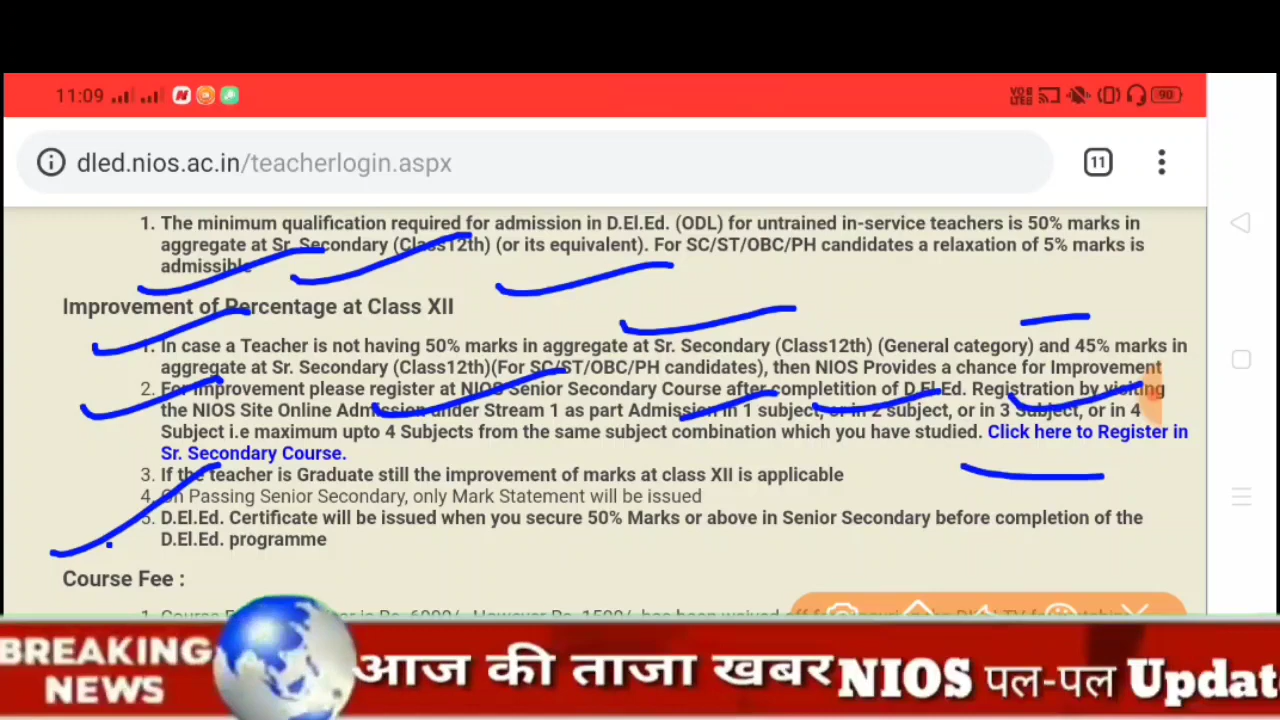 11:09
VO LTE
90
dled.nios.ac.in/teacherlogin.aspx
11
1. The minimum qualification required for admission in D.El.Ed. (ODL) for untrained in-service teachers is 50% marks in
aggregate at Sr. Secondary (Class12th) (or its equivalent). For SC/ST/OBC/PH candidates a relaxation of 5% marks is
admissible
Improvement of Percentage at Class XII
1. In case a Teacher is not having 50% marks in aggregate at Sr. Secondary (Class12th) (General category) and 45% marks in
aggregate at Sr. Secondary (Class12th)(For SC/ST/OBC/PH candidates), then NIOS Provides a chance for Improvement
2. For improvement please register at NIOS Senior Secondary Course after completition of D.El.Ed. Registration by visiting
the NIOS Site Online Admission under Stream 1 as part Admission in 1 subject, or in 2 subject, or in 3 Subject, or in 4
Subject i.e maximum upto 4 Subjects from the same subject combination which you have studied. Click here to Register in
Sr. Secondary Course.
3. If the teacher is Graduate still the improvement of marks at class XII is applicable
4. On Passing Senior Secondary, only Mark Statement will be issued
5. D.El.Ed. Certificate will be issued when you secure 50% Marks or above in Senior Secondary before completion of the
D.El.Ed. programme
Course Fee :
BREAKING
NEWS
आज की ताजा खबर NIOS पल-पल Updat